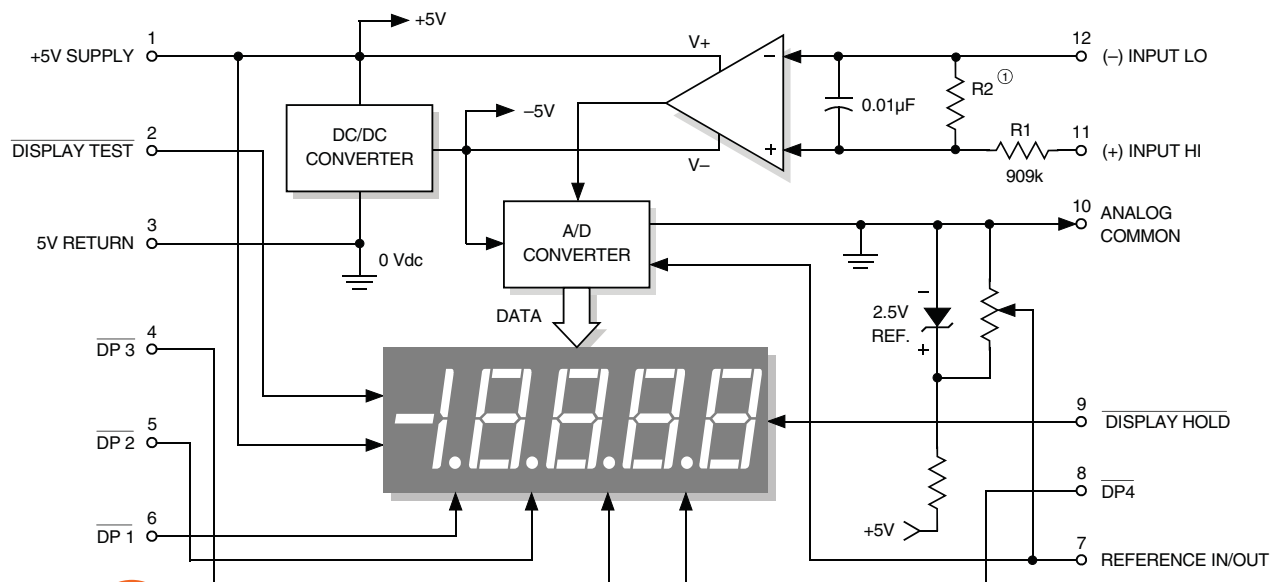 +5V
1
+5V SUPPLY
V+
–
12
(–) INPUT LO
R2 ①
0.01µF
–5V
DC/DC
CONVERTER
2
DISPLAY TEST
V–
+
R1
909k
11
(+) INPUT HI
10
ANALOG
COMMON
A/D
CONVERTER
3
5V RETURN
0 Vdc
DATA
–
2.5V
REF.
+
4
DP 3
-1.8.8.8.8
9
DISPLAY HOLD
5
DP 2
8
DP4
6
DP 1
+5V
7
REFERENCE IN/OUT